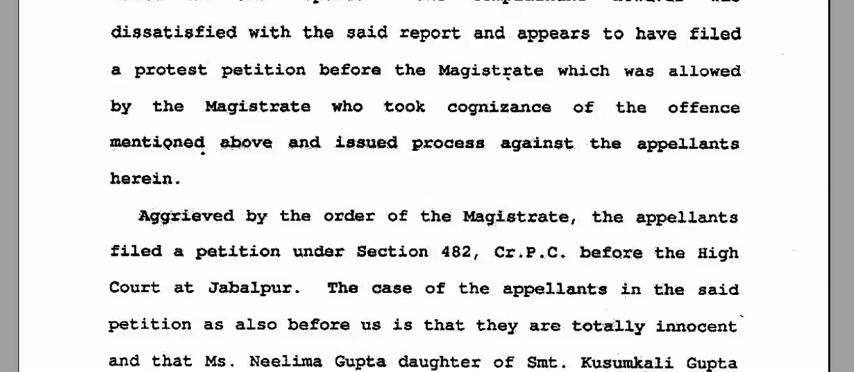 dissatisfied with the said report and appears to have filed
a protest petition before the Magistrate which was allowed
by the Magistrate who took cognizance of the offence
mentioned above and issued process against the appellants
herein.
Aggrieved by the order of the Magistrate, the appellants
filed a petition under Section 482, Cr.P.C. before the High
Court at Jabalpur. The case of the appellants in the said
petition as also before us is that they are totally innocent
and that Ms. Neelima Gupta daughter of Smt. Kusumkali Gupta